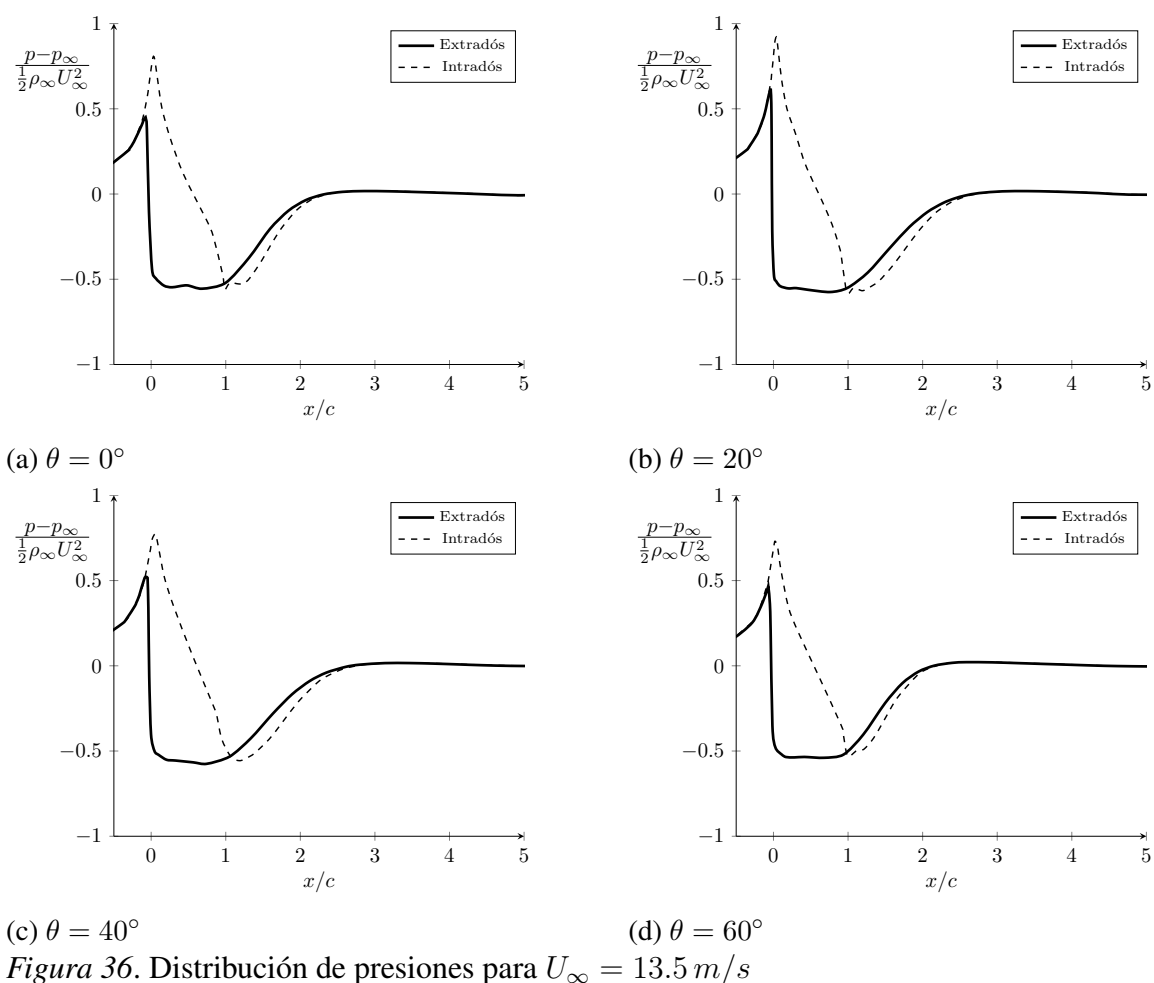 1
0.5
0
−0.5
−1
p−p∞
½ρ∞U²∞
0 1 2 3 4 5
x/c
Extradós
Intradós
(a) θ = 0°
1
0.5
0
−0.5
−1
p−p∞
½ρ∞U²∞
0 1 2 3 4 5
x/c
Extradós
Intradós
(b) θ = 20°
1
0.5
0
−0.5
−1
p−p∞
½ρ∞U²∞
0 1 2 3 4 5
x/c
Extradós
Intradós
(c) θ = 40°
1
0.5
0
−0.5
−1
p−p∞
½ρ∞U²∞
0 1 2 3 4 5
x/c
Extradós
Intradós
(d) θ = 60°
Figura 36. Distribución de presiones para U∞ = 13.5 m/s